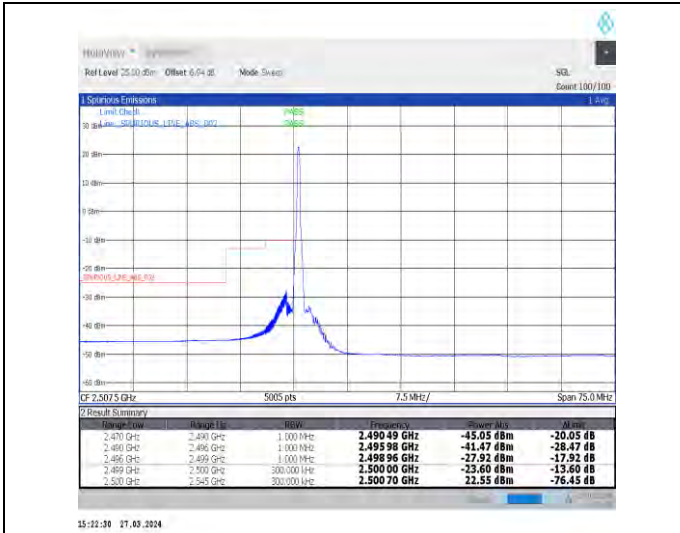 MultiView
Ref Level 25.00 dBm Offset 6.94 dB Mode Sweep SGL
Count 100/100
1 Spurious Emissions 1 Avg
Limit Check PASS
30 dBm Line _SPURIOUS_LINE_ABS_002 PASS
20 dBm
10 dBm
0 dBm
-10 dBm
-20 dBm
-30 dBm
-40 dBm
-50 dBm
-60 dBm
CF 2.5075 GHz 5005 pts 7.5 MHz/ Span 75.0 MHz
2 Result Summary
Range Low Range Up RBW Frequency Power Abs ΔLimit
2.470 GHz 2.490 GHz 1.000 MHz 2.490 49 GHz -45.05 dBm -20.05 dB
2.490 GHz 2.496 GHz 1.000 MHz 2.495 98 GHz -41.47 dBm -28.47 dB
2.496 GHz 2.499 GHz 1.000 MHz 2.498 96 GHz -27.92 dBm -17.92 dB
2.499 GHz 2.500 GHz 300.000 kHz 2.500 00 GHz -23.60 dBm -13.60 dB
2.500 GHz 2.545 GHz 300.000 kHz 2.500 70 GHz 22.55 dBm -76.45 dB
15:22:30 27.03.2024